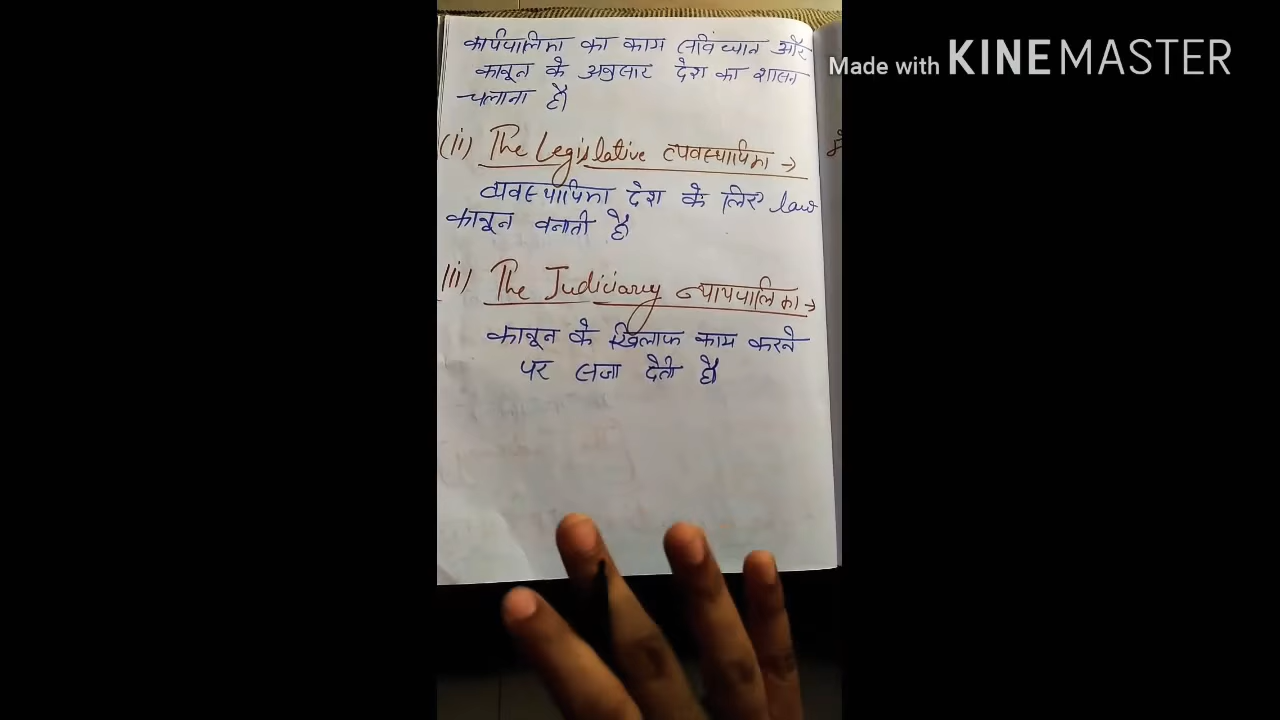 कार्यपालिका का काम संविधान और
कानून के अनुसार देश का शासन
चलाना है।
(ii) The Legislative व्यवस्थापिका →
व्यवस्थापिका देश के लिए law
कानून बनाती है।
(iii) The Judiciary न्यायपालिका →
कानून के खिलाफ काम करने
पर सजा देती है।
Made with KINEMASTER